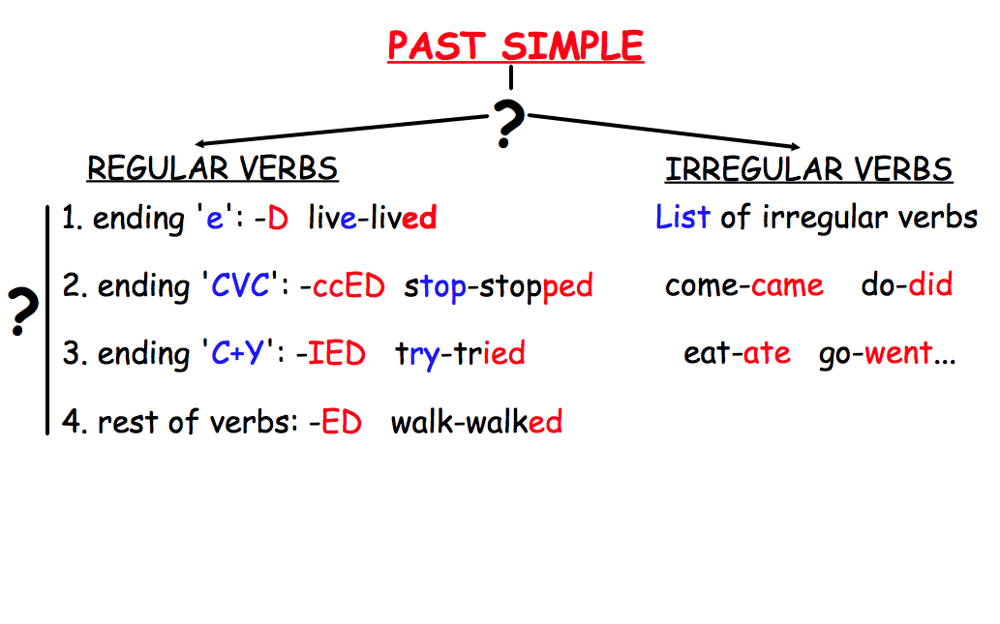 PAST SIMPLE
?
REGULAR VERBS
1. ending 'e': -D live-lived
2. ending 'CVC': -ccED stop-stopped
3. ending 'C+Y': -IED try-tried
4. rest of verbs: -ED walk-walked
?
IRREGULAR VERBS
List of irregular verbs
come-came do-did
eat-ate go-went...